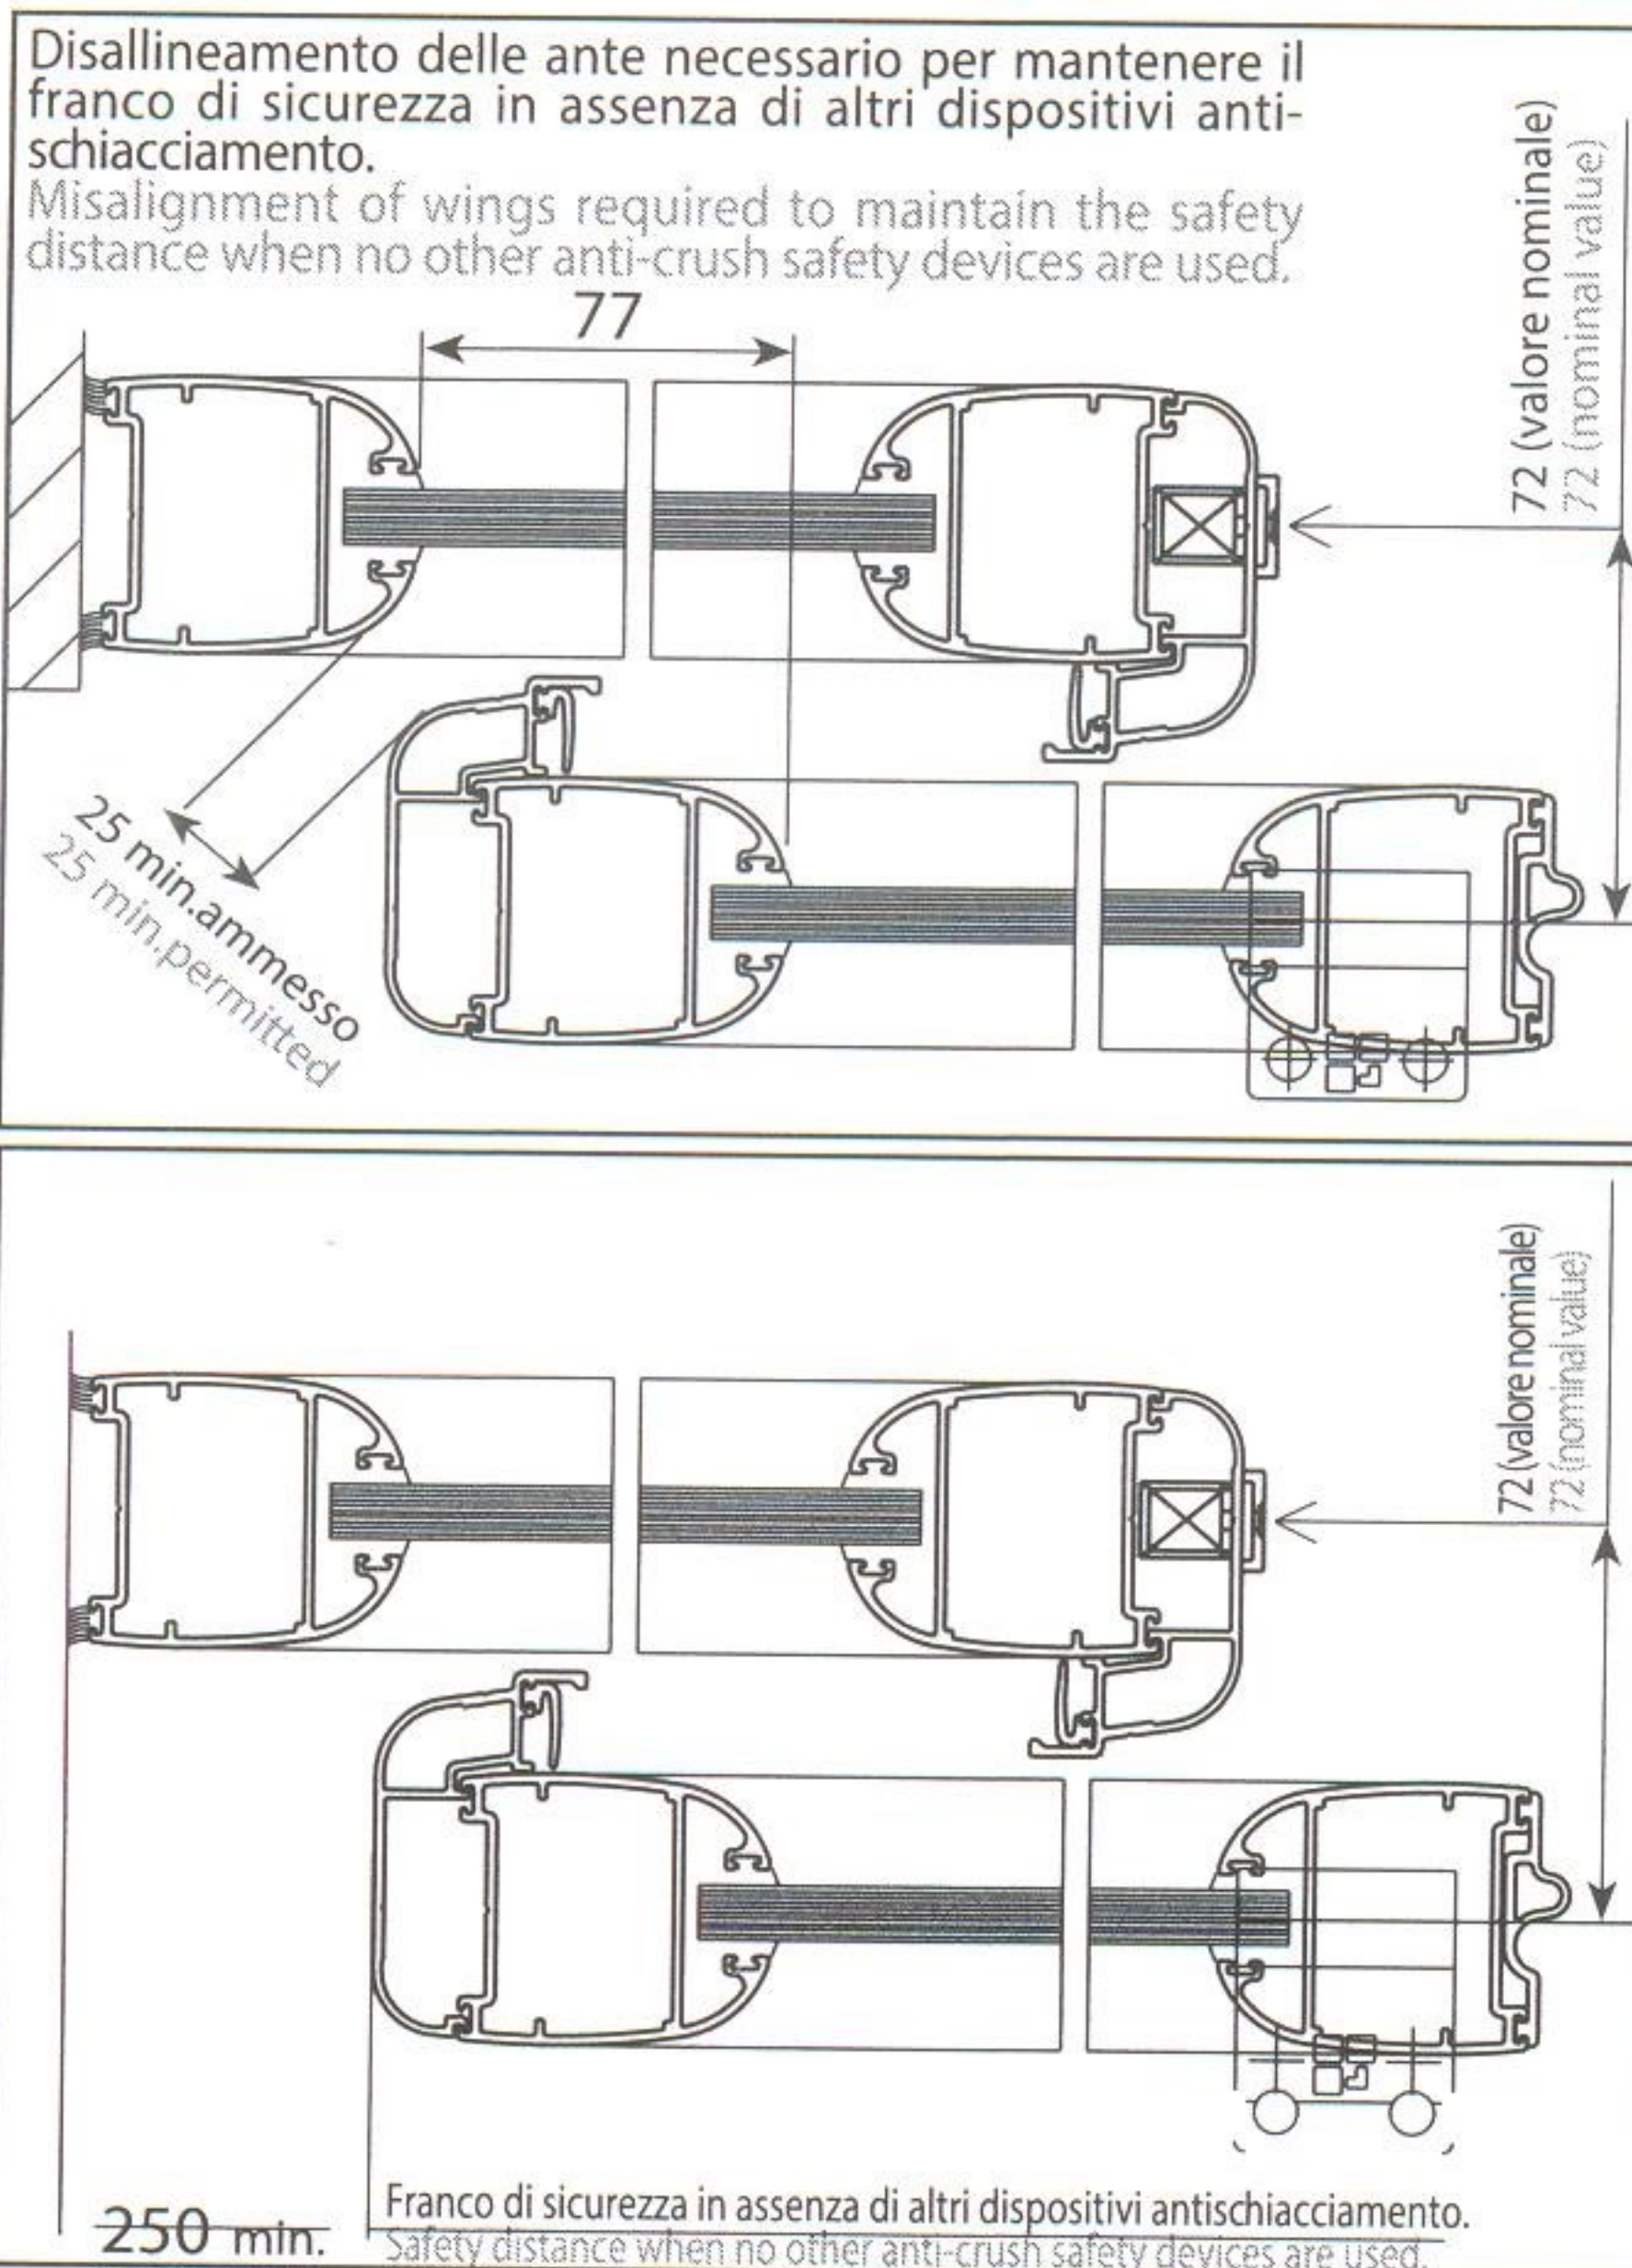 Disallineamento delle ante necessario per mantenere il
franco di sicurezza in assenza di altri dispositivi anti-
schiacciamento.
Misalignment of wings required to maintain the safety
distance when no other anti-crush safety devices are used.
77
72 (valore nominale)
72 (nominal value)
25 min.ammesso
25 min.permitted
72 (valore nominale)
72 (nominal value)
250 min.
Franco di sicurezza in assenza di altri dispositivi antischiacciamento.
Safety distance when no other anti-crush safety devices are used.